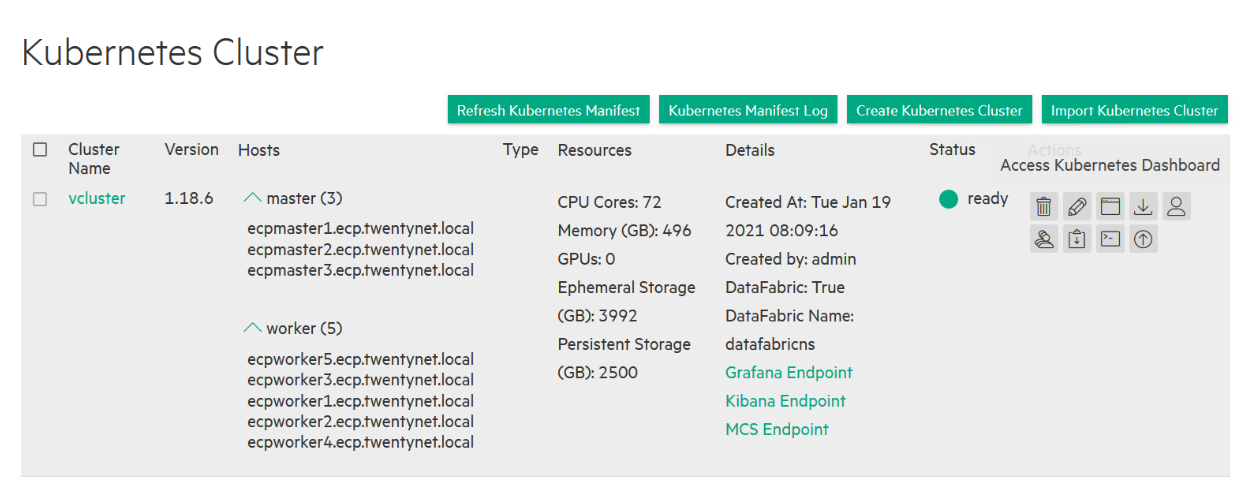 Kubernetes Cluster
Refresh Kubernetes Manifest
Kubernetes Manifest Log
Create Kubernetes Cluster
Import Kubernetes Cluster
Cluster
Name
Version
Hosts
Type
Resources
Details
Status
Actions
Access Kubernetes Dashboard
vcluster
1.18.6
master (3)
ecpmaster1.ecp.twentynet.local
ecpmaster2.ecp.twentynet.local
ecpmaster3.ecp.twentynet.local
worker (5)
ecpworker5.ecp.twentynet.local
ecpworker3.ecp.twentynet.local
ecpworker1.ecp.twentynet.local
ecpworker2.ecp.twentynet.local
ecpworker4.ecp.twentynet.local
CPU Cores: 72
Memory (GB): 496
GPUs: 0
Ephemeral Storage
(GB): 3992
Persistent Storage
(GB): 2500
Created At: Tue Jan 19
2021 08:09:16
Created by: admin
DataFabric: True
DataFabric Name:
datafabricns
Grafana Endpoint
Kibana Endpoint
MCS Endpoint
ready